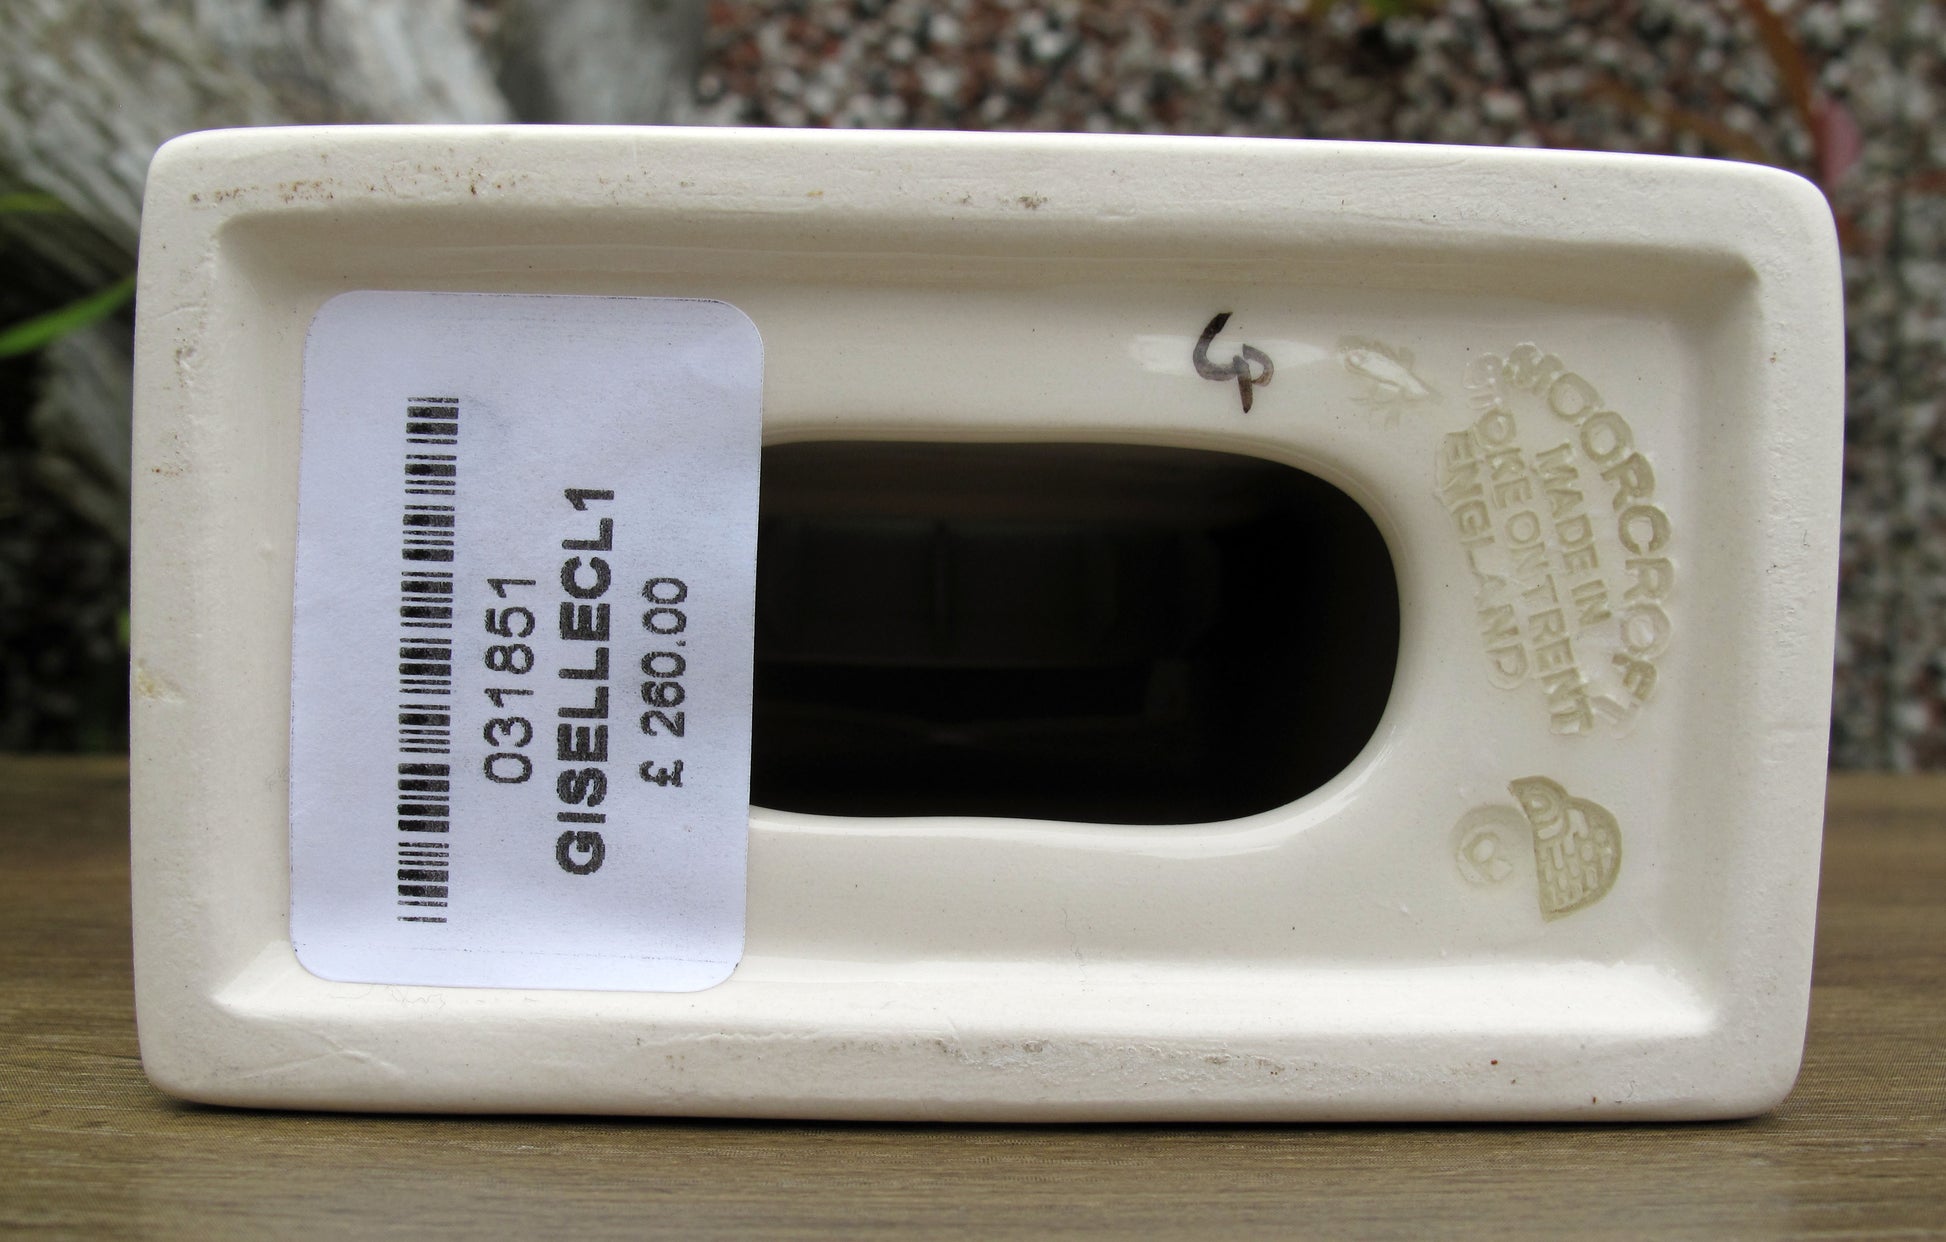 031851
GISELLECL1
£ 260.00
MOORCROFT
MADE IN
STOKE ON TRENT
ENGLAND